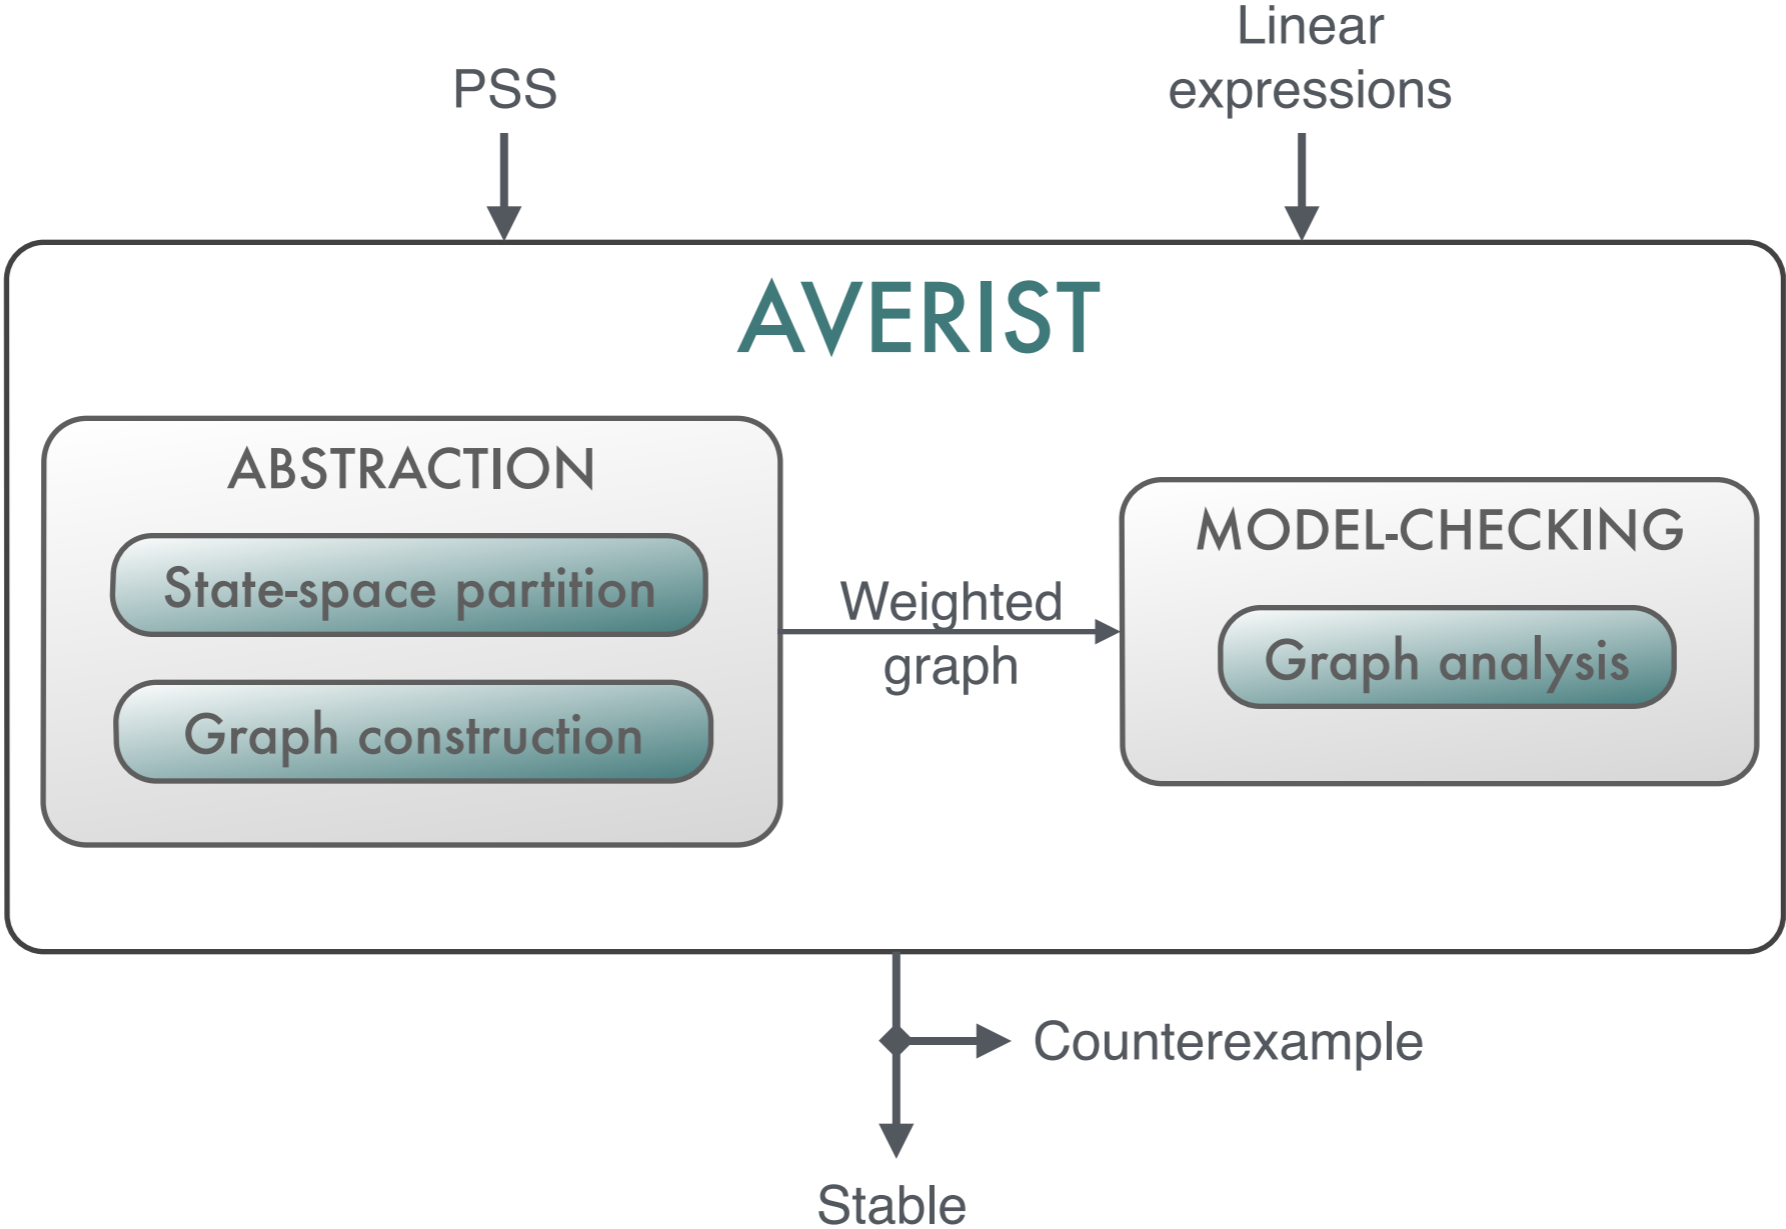 PSS
Linear
expressions
AVERIST
ABSTRACTION
State-space partition
Graph construction
Weighted
graph
MODEL-CHECKING
Graph analysis
Counterexample
Stable